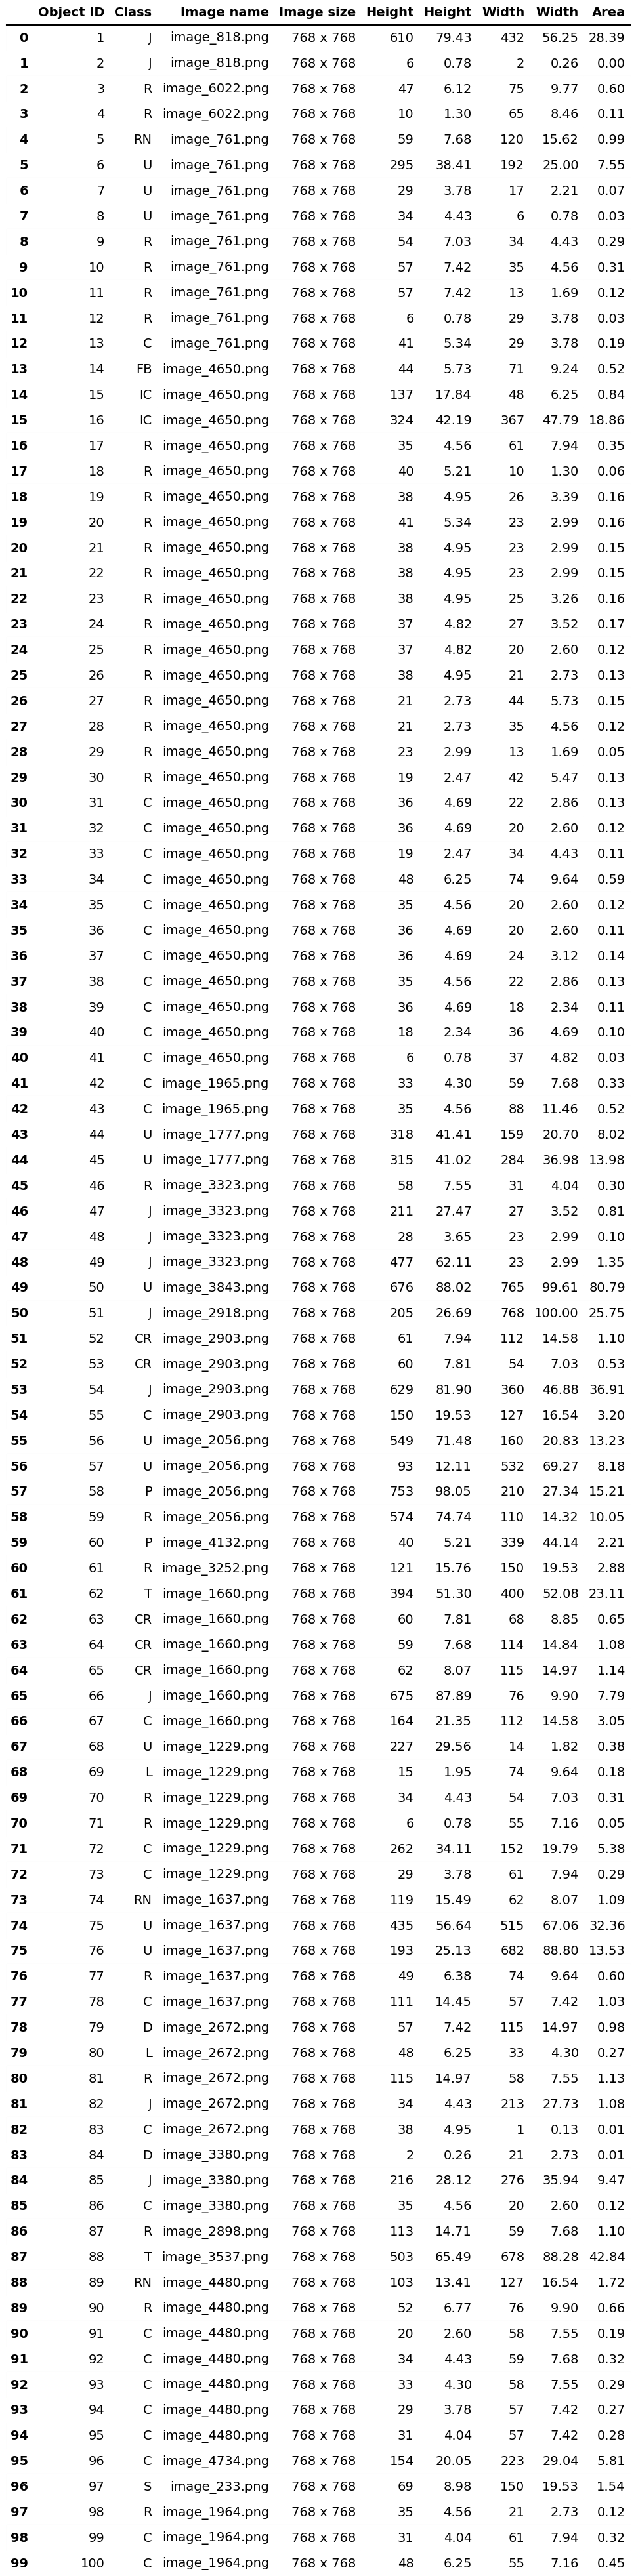 Object ID Class Image name Image size Height Height Width Width Area
0 1 J image_818.png 768 x 768 610 79.43 432 56.25 28.39
1 2 J image_818.png 768 x 768 6 0.78 2 0.26 0.00
2 3 R image_6022.png 768 x 768 47 6.12 75 9.77 0.60
3 4 R image_6022.png 768 x 768 10 1.30 65 8.46 0.11
4 5 RN image_761.png 768 x 768 59 7.68 120 15.62 0.99
5 6 U image_761.png 768 x 768 295 38.41 192 25.00 7.55
6 7 U image_761.png 768 x 768 29 3.78 17 2.21 0.07
7 8 U image_761.png 768 x 768 34 4.43 6 0.78 0.03
8 9 R image_761.png 768 x 768 54 7.03 34 4.43 0.29
9 10 R image_761.png 768 x 768 57 7.42 35 4.56 0.31
10 11 R image_761.png 768 x 768 57 7.42 13 1.69 0.12
11 12 R image_761.png 768 x 768 6 0.78 29 3.78 0.03
12 13 C image_761.png 768 x 768 41 5.34 29 3.78 0.19
13 14 FB image_4650.png 768 x 768 44 5.73 71 9.24 0.52
14 15 IC image_4650.png 768 x 768 137 17.84 48 6.25 0.84
15 16 IC image_4650.png 768 x 768 324 42.19 367 47.79 18.86
16 17 R image_4650.png 768 x 768 35 4.56 61 7.94 0.35
17 18 R image_4650.png 768 x 768 40 5.21 10 1.30 0.06
18 19 R image_4650.png 768 x 768 38 4.95 26 3.39 0.16
19 20 R image_4650.png 768 x 768 41 5.34 23 2.99 0.16
20 21 R image_4650.png 768 x 768 38 4.95 23 2.99 0.15
21 22 R image_4650.png 768 x 768 38 4.95 23 2.99 0.15
22 23 R image_4650.png 768 x 768 38 4.95 25 3.26 0.16
23 24 R image_4650.png 768 x 768 37 4.82 27 3.52 0.17
24 25 R image_4650.png 768 x 768 37 4.82 20 2.60 0.12
25 26 R image_4650.png 768 x 768 38 4.95 21 2.73 0.13
26 27 R image_4650.png 768 x 768 21 2.73 44 5.73 0.15
27 28 R image_4650.png 768 x 768 21 2.73 35 4.56 0.12
28 29 R image_4650.png 768 x 768 23 2.99 13 1.69 0.05
29 30 R image_4650.png 768 x 768 19 2.47 42 5.47 0.13
30 31 C image_4650.png 768 x 768 36 4.69 22 2.86 0.13
31 32 C image_4650.png 768 x 768 36 4.69 20 2.60 0.12
32 33 C image_4650.png 768 x 768 19 2.47 34 4.43 0.11
33 34 C image_4650.png 768 x 768 48 6.25 74 9.64 0.59
34 35 C image_4650.png 768 x 768 35 4.56 20 2.60 0.12
35 36 C image_4650.png 768 x 768 36 4.69 20 2.60 0.11
36 37 C image_4650.png 768 x 768 36 4.69 24 3.12 0.14
37 38 C image_4650.png 768 x 768 35 4.56 22 2.86 0.13
38 39 C image_4650.png 768 x 768 36 4.69 18 2.34 0.11
39 40 C image_4650.png 768 x 768 18 2.34 36 4.69 0.10
40 41 C image_4650.png 768 x 768 6 0.78 37 4.82 0.03
41 42 C image_1965.png 768 x 768 33 4.30 59 7.68 0.33
42 43 C image_1965.png 768 x 768 35 4.56 88 11.46 0.52
43 44 U image_1777.png 768 x 768 318 41.41 159 20.70 8.02
44 45 U image_1777.png 768 x 768 315 41.02 284 36.98 13.98
45 46 R image_3323.png 768 x 768 58 7.55 31 4.04 0.30
46 47 J image_3323.png 768 x 768 211 27.47 27 3.52 0.81
47 48 J image_3323.png 768 x 768 28 3.65 23 2.99 0.10
48 49 J image_3323.png 768 x 768 477 62.11 23 2.99 1.35
49 50 U image_3843.png 768 x 768 676 88.02 765 99.61 80.79
50 51 J image_2918.png 768 x 768 205 26.69 768 100.00 25.75
51 52 CR image_2903.png 768 x 768 61 7.94 112 14.58 1.10
52 53 CR image_2903.png 768 x 768 60 7.81 54 7.03 0.53
53 54 J image_2903.png 768 x 768 629 81.90 360 46.88 36.91
54 55 C image_2903.png 768 x 768 150 19.53 127 16.54 3.20
55 56 U image_2056.png 768 x 768 549 71.48 160 20.83 13.23
56 57 U image_2056.png 768 x 768 93 12.11 532 69.27 8.18
57 58 P image_2056.png 768 x 768 753 98.05 210 27.34 15.21
58 59 R image_2056.png 768 x 768 574 74.74 110 14.32 10.05
59 60 P image_4132.png 768 x 768 40 5.21 339 44.14 2.21
60 61 R image_3252.png 768 x 768 121 15.76 150 19.53 2.88
61 62 T image_1660.png 768 x 768 394 51.30 400 52.08 23.11
62 63 CR image_1660.png 768 x 768 60 7.81 68 8.85 0.65
63 64 CR image_1660.png 768 x 768 59 7.68 114 14.84 1.08
64 65 CR image_1660.png 768 x 768 62 8.07 115 14.97 1.14
65 66 J image_1660.png 768 x 768 675 87.89 76 9.90 7.79
66 67 C image_1660.png 768 x 768 164 21.35 112 14.58 3.05
67 68 U image_1229.png 768 x 768 227 29.56 14 1.82 0.38
68 69 L image_1229.png 768 x 768 15 1.95 74 9.64 0.18
69 70 R image_1229.png 768 x 768 34 4.43 54 7.03 0.31
70 71 R image_1229.png 768 x 768 6 0.78 55 7.16 0.05
71 72 C image_1229.png 768 x 768 262 34.11 152 19.79 5.38
72 73 C image_1229.png 768 x 768 29 3.78 61 7.94 0.29
73 74 RN image_1637.png 768 x 768 119 15.49 62 8.07 1.09
74 75 U image_1637.png 768 x 768 435 56.64 515 67.06 32.36
75 76 U image_1637.png 768 x 768 193 25.13 682 88.80 13.53
76 77 R image_1637.png 768 x 768 49 6.38 74 9.64 0.60
77 78 C image_1637.png 768 x 768 111 14.45 57 7.42 1.03
78 79 D image_2672.png 768 x 768 57 7.42 115 14.97 0.98
79 80 L image_2672.png 768 x 768 48 6.25 33 4.30 0.27
80 81 R image_2672.png 768 x 768 115 14.97 58 7.55 1.13
81 82 J image_2672.png 768 x 768 34 4.43 213 27.73 1.08
82 83 C image_2672.png 768 x 768 38 4.95 1 0.13 0.01
83 84 D image_3380.png 768 x 768 2 0.26 21 2.73 0.01
84 85 J image_3380.png 768 x 768 216 28.12 276 35.94 9.47
85 86 C image_3380.png 768 x 768 35 4.56 20 2.60 0.12
86 87 R image_2898.png 768 x 768 113 14.71 59 7.68 1.10
87 88 T image_3537.png 768 x 768 503 65.49 678 88.28 42.84
88 89 RN image_4480.png 768 x 768 103 13.41 127 16.54 1.72
89 90 R image_4480.png 768 x 768 52 6.77 76 9.90 0.66
90 91 C image_4480.png 768 x 768 20 2.60 58 7.55 0.19
91 92 C image_4480.png 768 x 768 34 4.43 59 7.68 0.32
92 93 C image_4480.png 768 x 768 33 4.30 58 7.55 0.29
93 94 C image_4480.png 768 x 768 29 3.78 57 7.42 0.27
94 95 C image_4480.png 768 x 768 31 4.04 57 7.42 0.28
95 96 C image_4734.png 768 x 768 154 20.05 223 29.04 5.81
96 97 S image_233.png 768 x 768 69 8.98 150 19.53 1.54
97 98 R image_1964.png 768 x 768 35 4.56 21 2.73 0.12
98 99 C image_1964.png 768 x 768 31 4.04 61 7.94 0.32
99 100 C image_1964.png 768 x 768 48 6.25 55 7.16 0.45